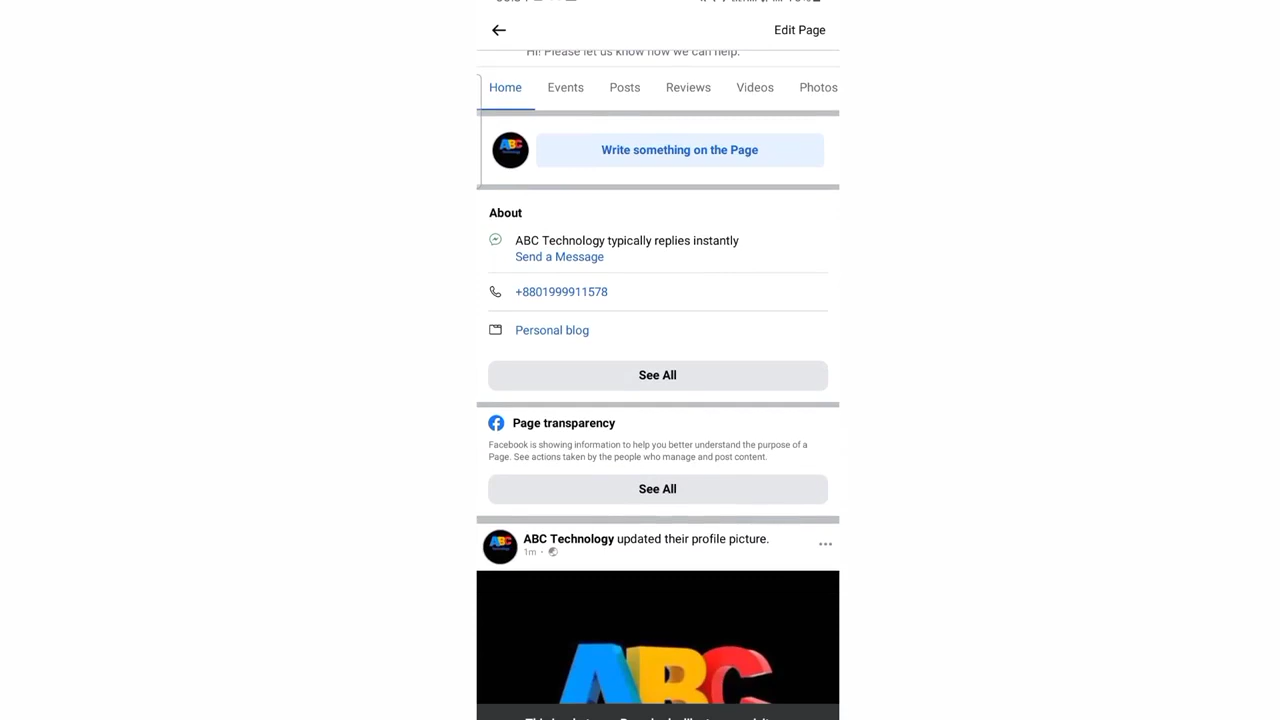 Edit Page
Hi! Please let us know how we can help.
Home Events Posts Reviews Videos Photos
ABC
Write something on the Page
About
ABC Technology typically replies instantly
Send a Message
+8801999911578
Personal blog
See All
Page transparency
Facebook is showing information to help you better understand the purpose of a
Page. See actions taken by the people who manage and post content.
See All
ABC
ABC Technology updated their profile picture.
1m
ABC